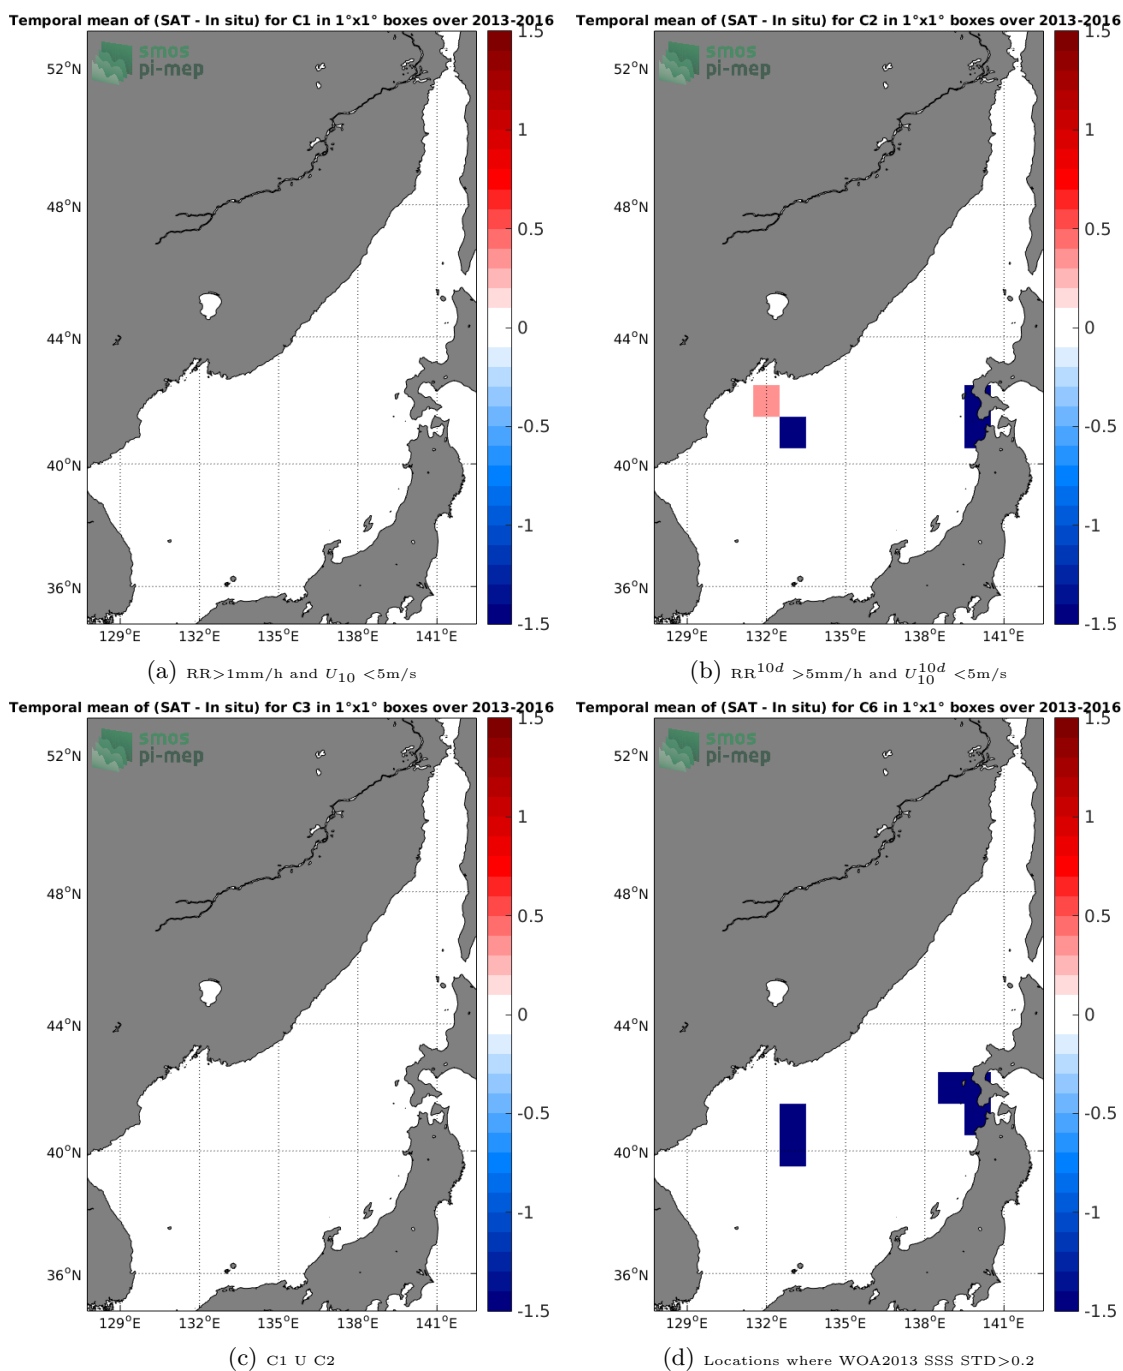 Temporal mean of (SAT - In situ) for C1 in 1°x1° boxes over 2013-2016
smos
pi-mep
52°N
48°N
44°N
40°N
36°N
129°E 132°E 135°E 138°E 141°E
1.5
1
0.5
0
-0.5
-1
-1.5
(a) RR>1mm/h and U10 <5m/s
Temporal mean of (SAT - In situ) for C2 in 1°x1° boxes over 2013-2016
smos
pi-mep
52°N
48°N
44°N
40°N
36°N
129°E 132°E 135°E 138°E 141°E
1.5
1
0.5
0
-0.5
-1
-1.5
(b) RR^10d >5mm/h and U10^10d <5m/s
Temporal mean of (SAT - In situ) for C3 in 1°x1° boxes over 2013-2016
smos
pi-mep
52°N
48°N
44°N
40°N
36°N
129°E 132°E 135°E 138°E 141°E
1.5
1
0.5
0
-0.5
-1
-1.5
(c) C1 U C2
Temporal mean of (SAT - In situ) for C6 in 1°x1° boxes over 2013-2016
smos
pi-mep
52°N
48°N
44°N
40°N
36°N
129°E 132°E 135°E 138°E 141°E
1.5
1
0.5
0
-0.5
-1
-1.5
(d) Locations where WOA2013 SSS STD>0.2